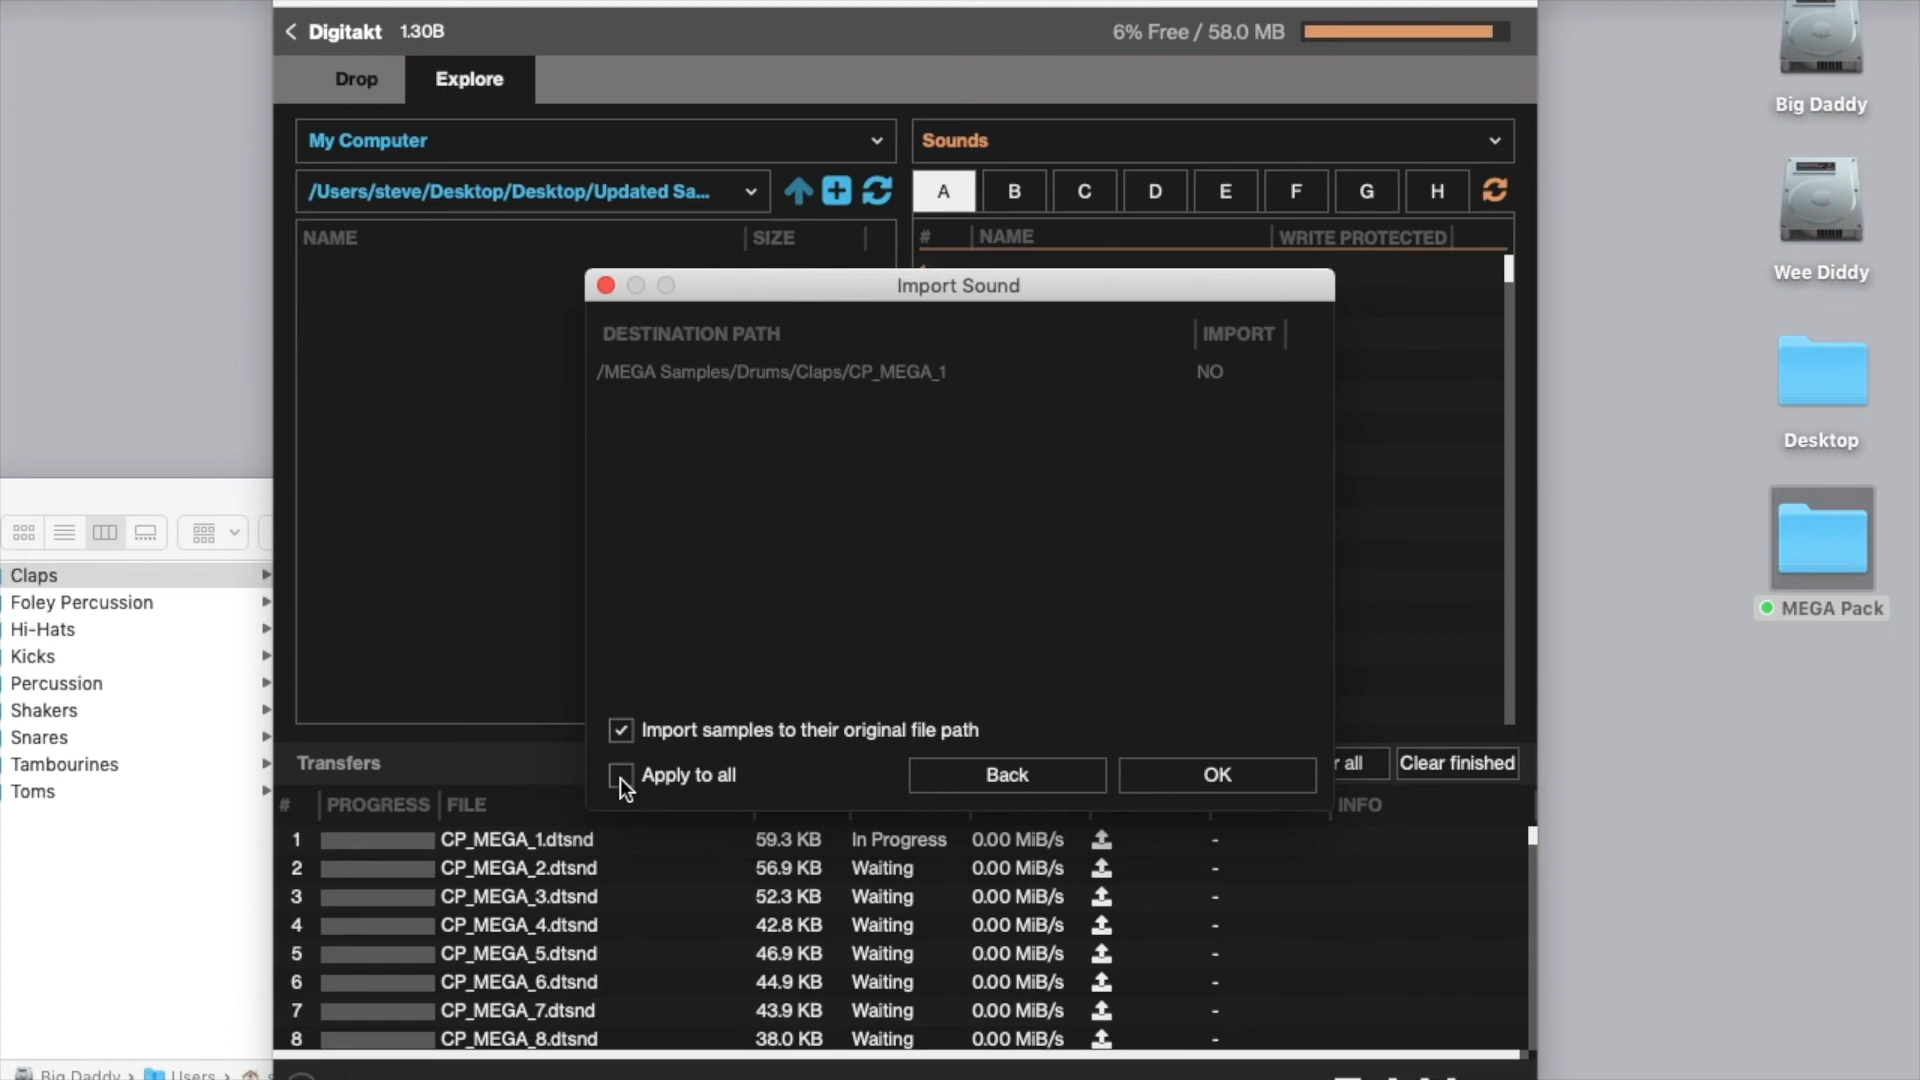 Digitakt 1.30B
6% Free / 58.0 MB
Drop
Explore
My Computer
Sounds
/Users/steve/Desktop/Desktop/Updated Sa...
A B C D E F G H
NAME SIZE
# NAME WRITE PROTECTED
Import Sound
DESTINATION PATH IMPORT
/MEGA Samples/Drums/Claps/CP_MEGA_1 NO
Import samples to their original file path
Apply to all
Back
OK
Transfers
r all
Clear finished
# PROGRESS FILE INFO
1 CP_MEGA_1.dtsnd 59.3 KB In Progress 0.00 MiB/s -
2 CP_MEGA_2.dtsnd 56.9 KB Waiting 0.00 MiB/s -
3 CP_MEGA_3.dtsnd 52.3 KB Waiting 0.00 MiB/s -
4 CP_MEGA_4.dtsnd 42.8 KB Waiting 0.00 MiB/s -
5 CP_MEGA_5.dtsnd 46.9 KB Waiting 0.00 MiB/s -
6 CP_MEGA_6.dtsnd 44.9 KB Waiting 0.00 MiB/s -
7 CP_MEGA_7.dtsnd 43.9 KB Waiting 0.00 MiB/s -
8 CP_MEGA_8.dtsnd 38.0 KB Waiting 0.00 MiB/s -
Claps
Foley Percussion
Hi-Hats
Kicks
Percussion
Shakers
Snares
Tambourines
Toms
Big Daddy › Users ›
Big Daddy
Wee Diddy
Desktop
MEGA Pack